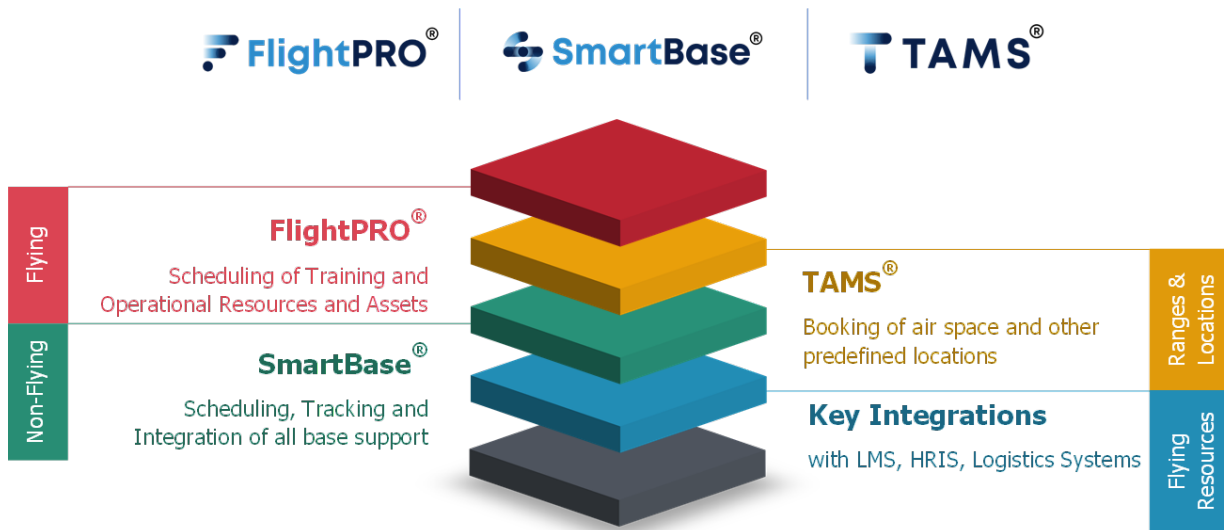 FlightPRO®
SmartBase®
TAMS®
Flying
FlightPRO®
Scheduling of Training and
Operational Resources and Assets
Non-Flying
SmartBase®
Scheduling, Tracking and
Integration of all base support
TAMS®
Booking of air space and other
predefined locations
Ranges &
Locations
Key Integrations
with LMS, HRIS, Logistics Systems
Flying
Resources